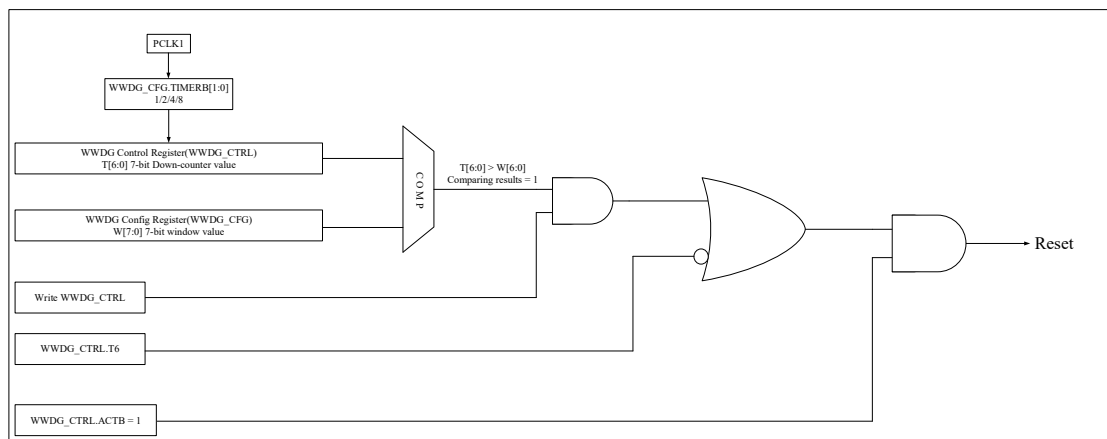 PCLK1
WWDG_CFG.TIMERB[1:0]
1/2/4/8
WWDG Control Register(WWDG_CTRL)
T[6:0] 7-bit Down-counter value
COMP
T[6:0] > W[6:0]
Comparing results = 1
WWDG Config Register(WWDG_CFG)
W[7:0] 7-bit window value
Reset
Write WWDG_CTRL
WWDG_CTRL.T6
WWDG_CTRL.ACTB = 1